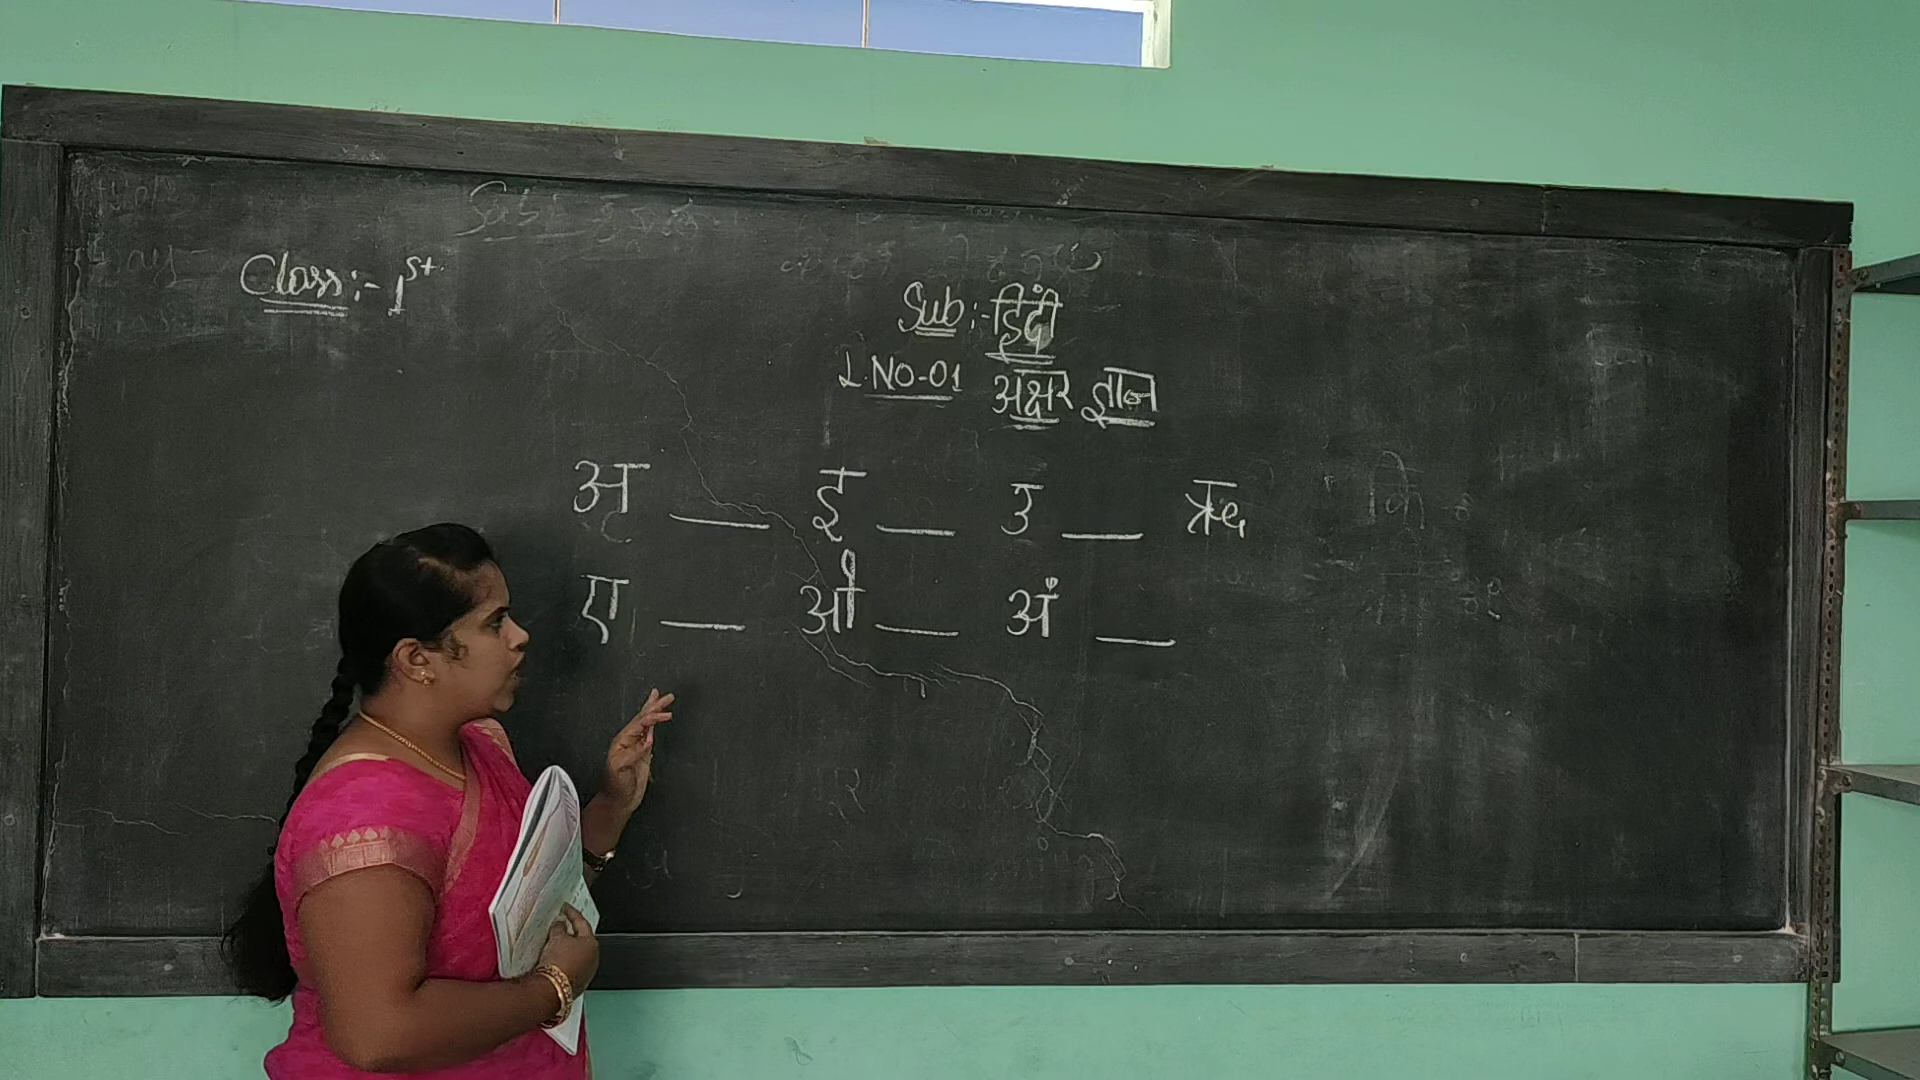 Class:- 1st.
Sub:- हिंदी
L.NO-01 अक्षर ज्ञान
अ __ इ __ उ __ ऋ
ए __ ओ __ अं __